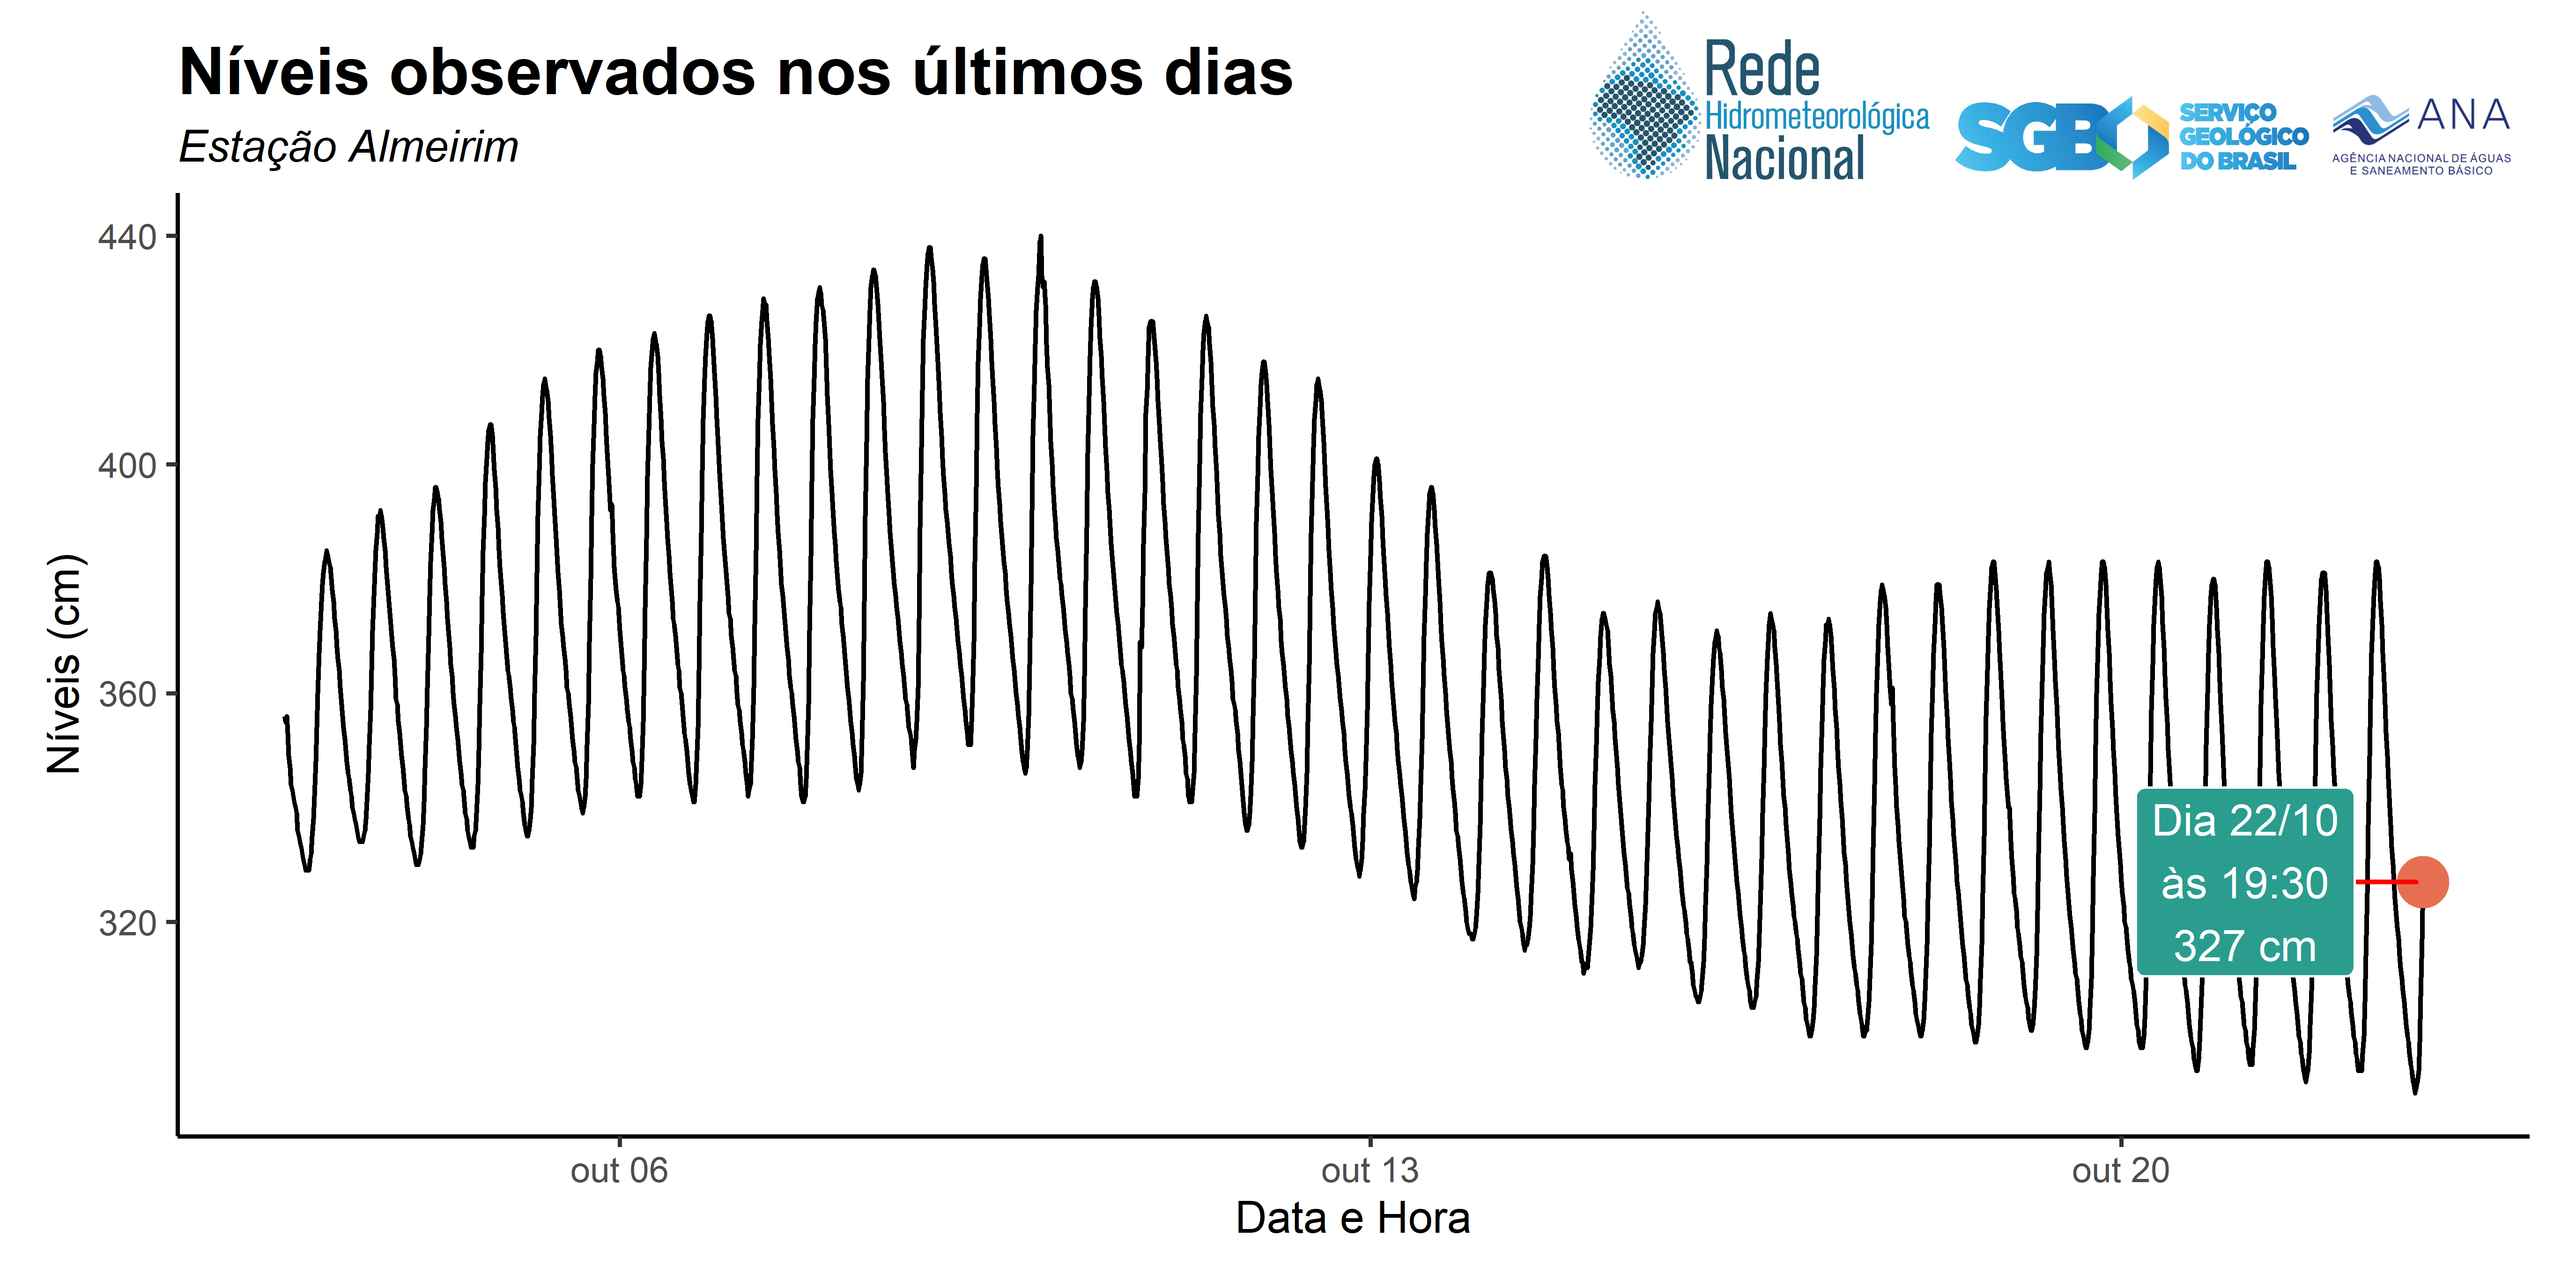 Níveis observados nos últimos dias
Estação Almeirim
Rede
Hidrometeorológica
Nacional
SGB
SERVIÇO
GEOLÓGICO
DO BRASIL
ANA
AGÊNCIA NACIONAL DE ÁGUAS
E SANEAMENTO BÁSICO
Níveis (cm)
440
400
360
320
Dia 22/10
às 19:30
327 cm
out 06
out 13
out 20
Data e Hora